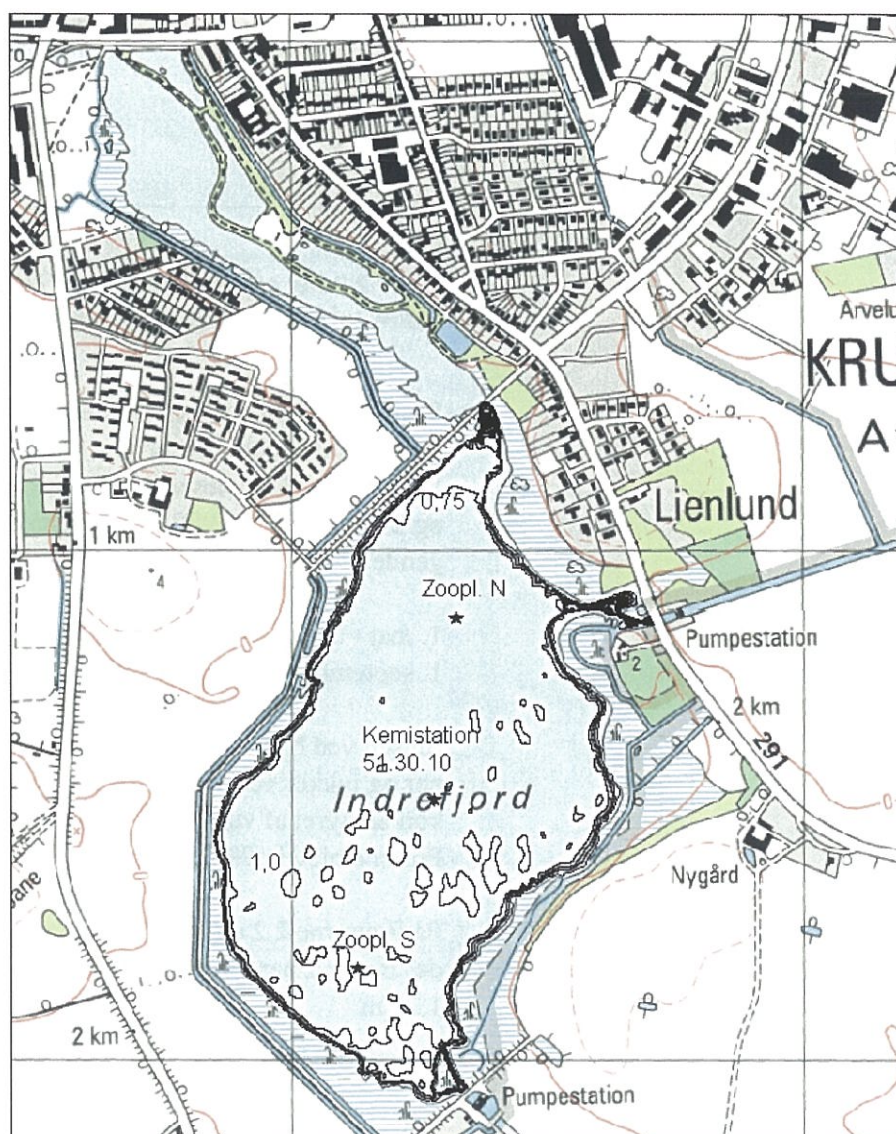 Arvelu
KRU
A
0,75
Lienlund
1 km
4
Zoopl. N
Pumpestation
2
2 km
Kemistation
51.30.10
291
Indrefjord
1,0
Nygård
Zoopl. S
2 km
Pumpestation